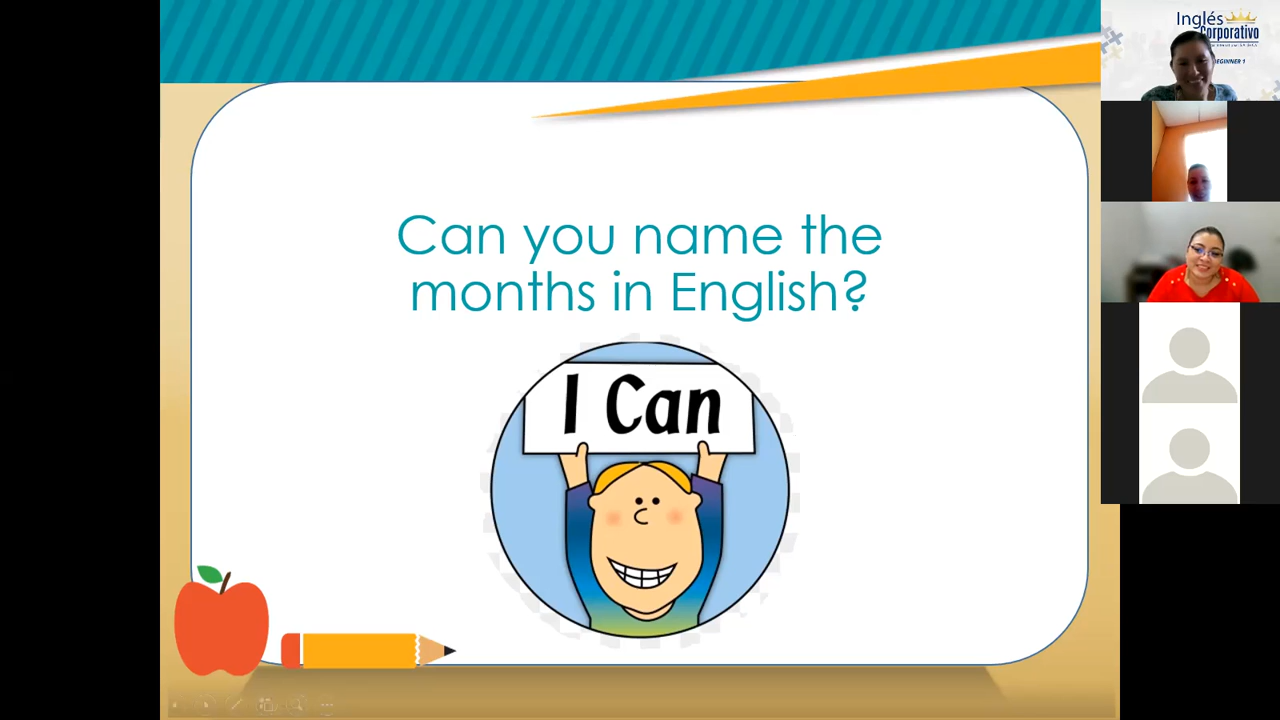 Can you name the
months in English?
I Can
Inglés
Corporativo
BEGINNER 1